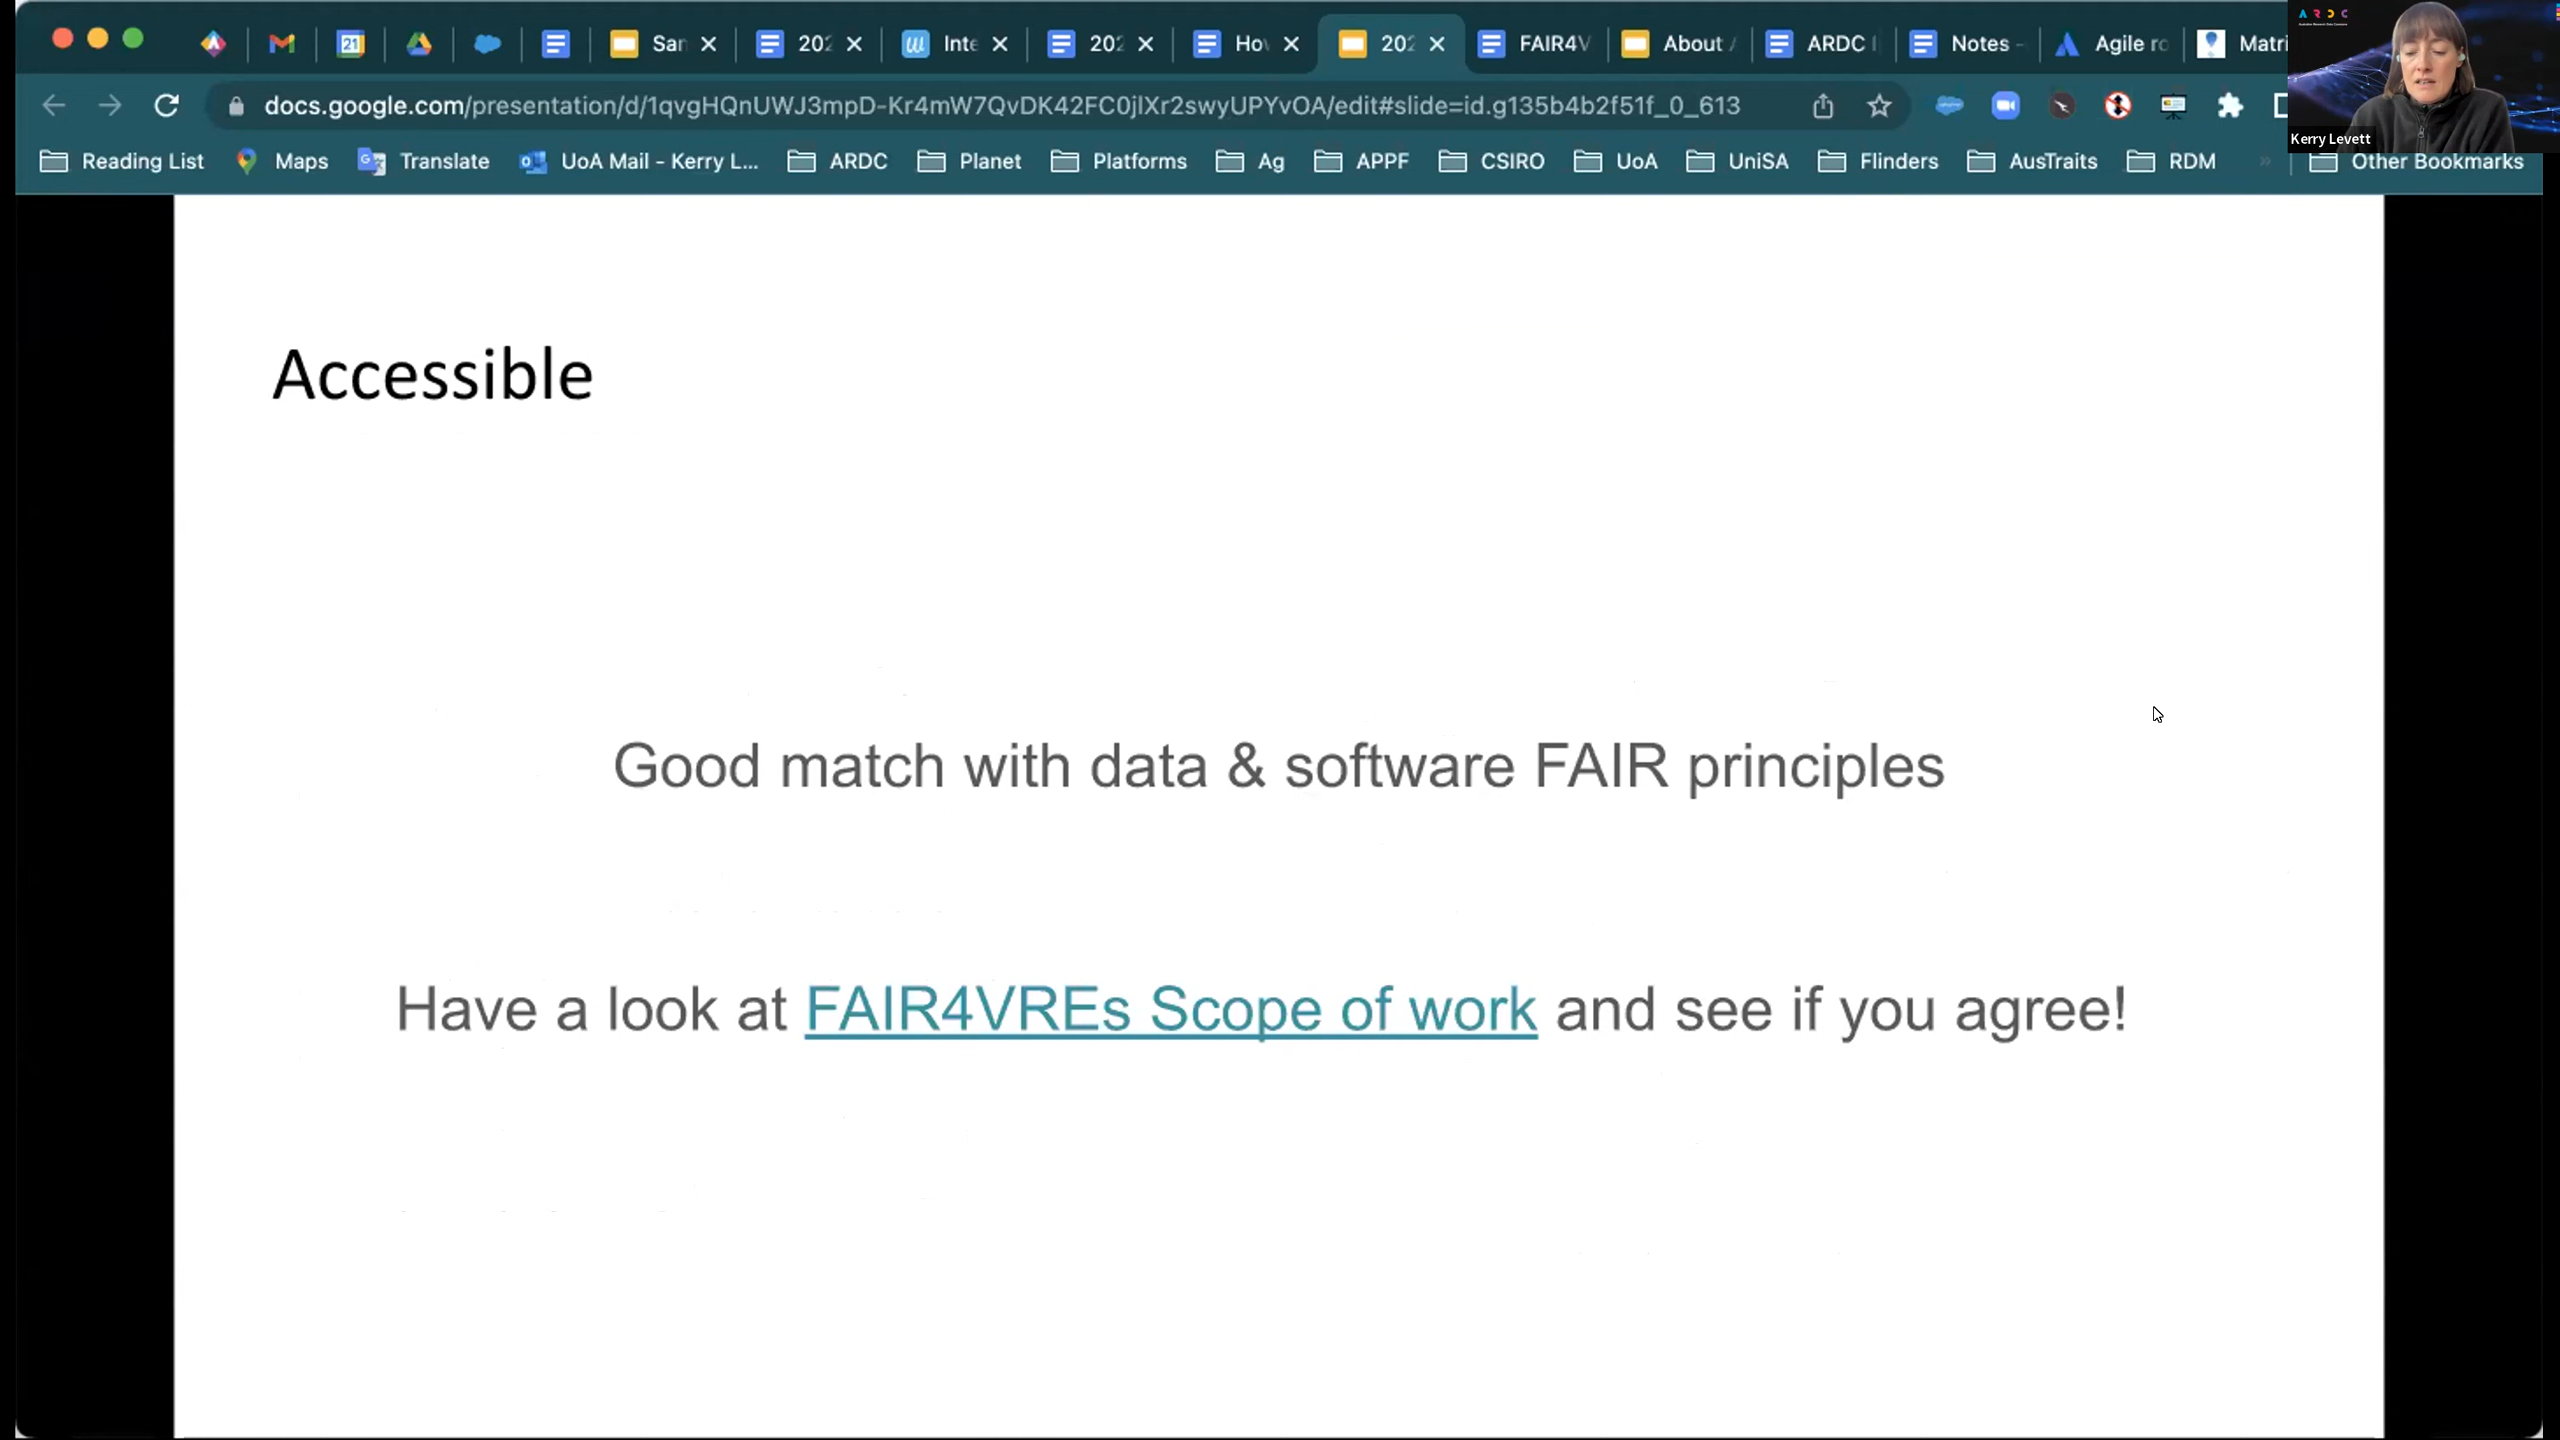 21
San
202
Inte
202
Ho
202
FAIR4V
About
ARDC
Notes -
Agile ro
Matri
ARDC
docs.google.com/presentation/d/1qvgHQnUWJ3mpD-Kr4mW7QvDK42FC0jlXr2swyUPYvOA/edit#slide=id.g135b4b2f51f_0_613
Kerry Levett
Reading List
Maps
Translate
UoA Mail - Kerry L...
ARDC
Planet
Platforms
Ag
APPF
CSIRO
UoA
UniSA
Flinders
AusTraits
RDM
»
Other Bookmarks
Accessible
Good match with data & software FAIR principles
Have a look at FAIR4VREs Scope of work and see if you agree!